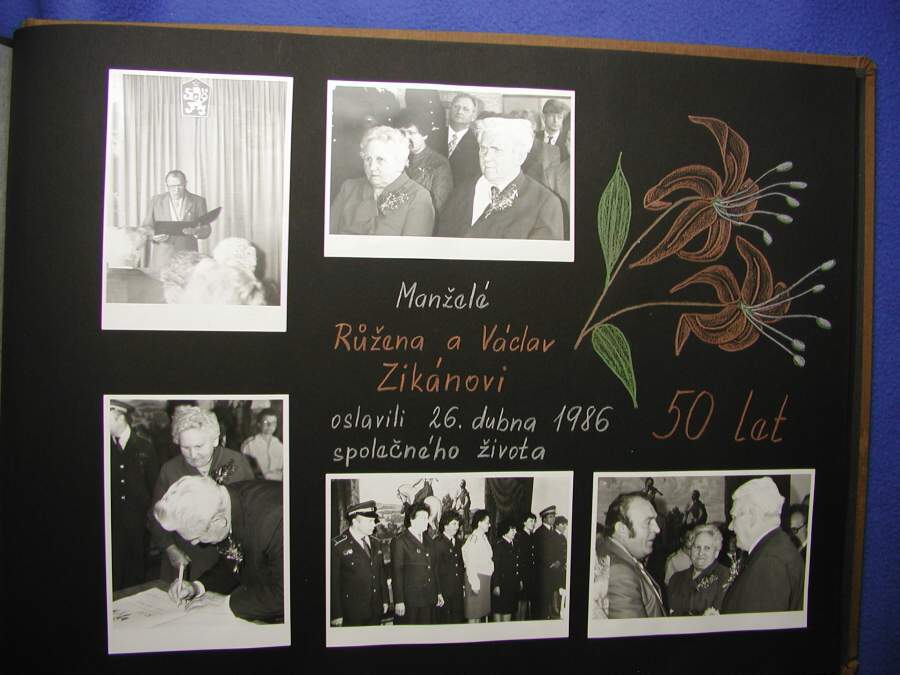 Manželé
Růžena a Václav
Zikánovi
oslavili 26. dubna 1986
50 let
společného života